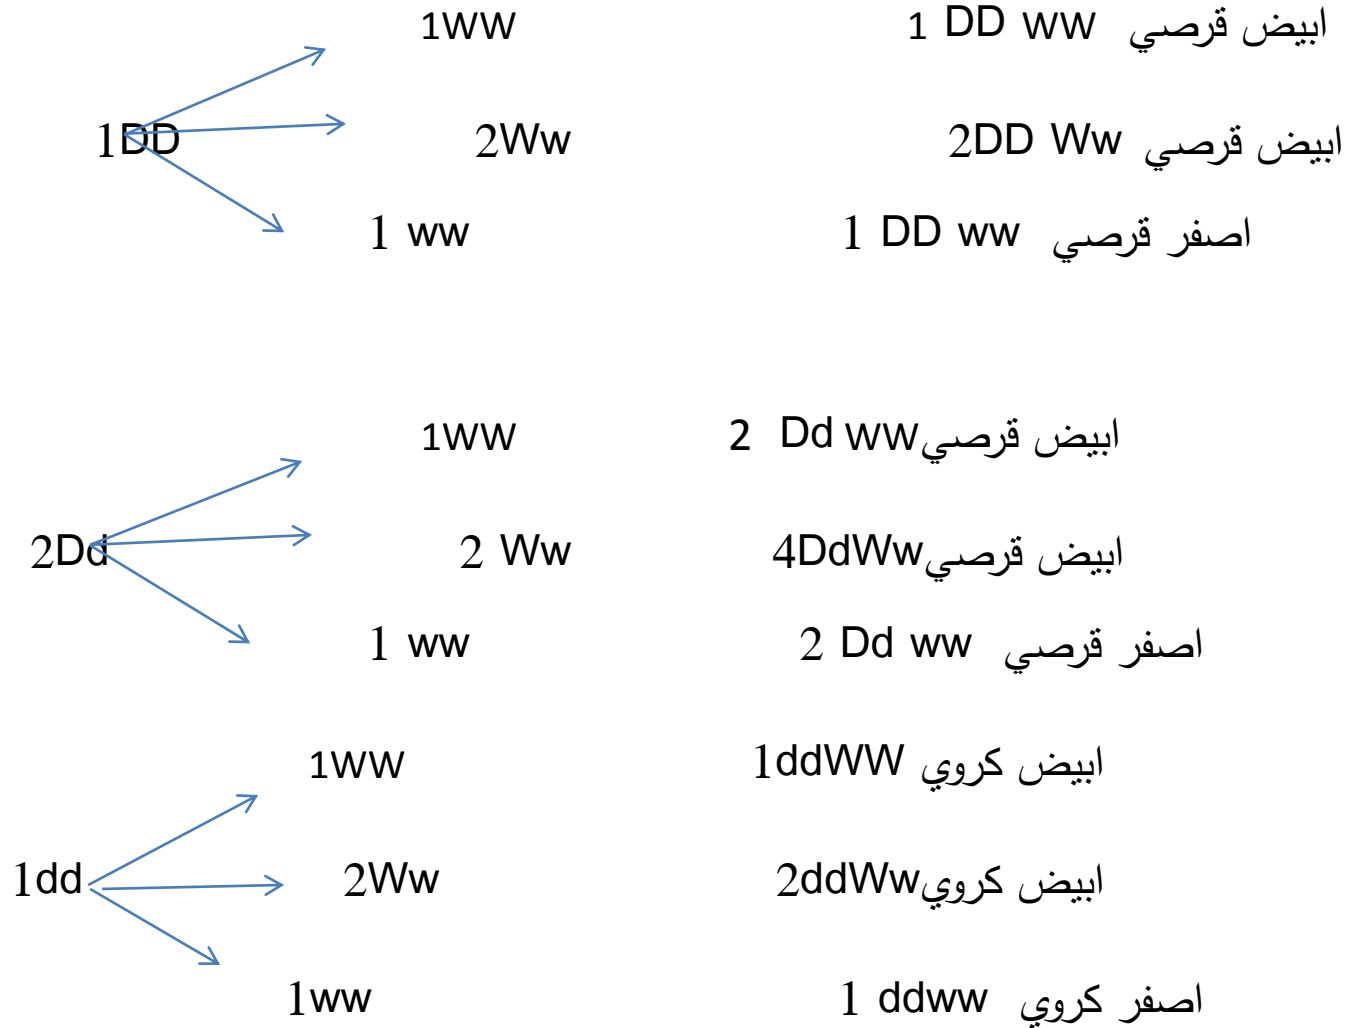 1WW 1 DD WW ابيض قرصي
1DD 2Ww 2DD Ww ابيض قرصي
1 ww 1 DD ww اصفر قرصي
1WW 2 Dd WW ابيض قرصي
2Dd 2 Ww 4DdWw ابيض قرصي
1 ww 2 Dd ww اصفر قرصي
1WW 1ddWW ابيض كروي
1dd 2Ww 2ddWw ابيض كروي
1ww 1 ddww اصفر كروي